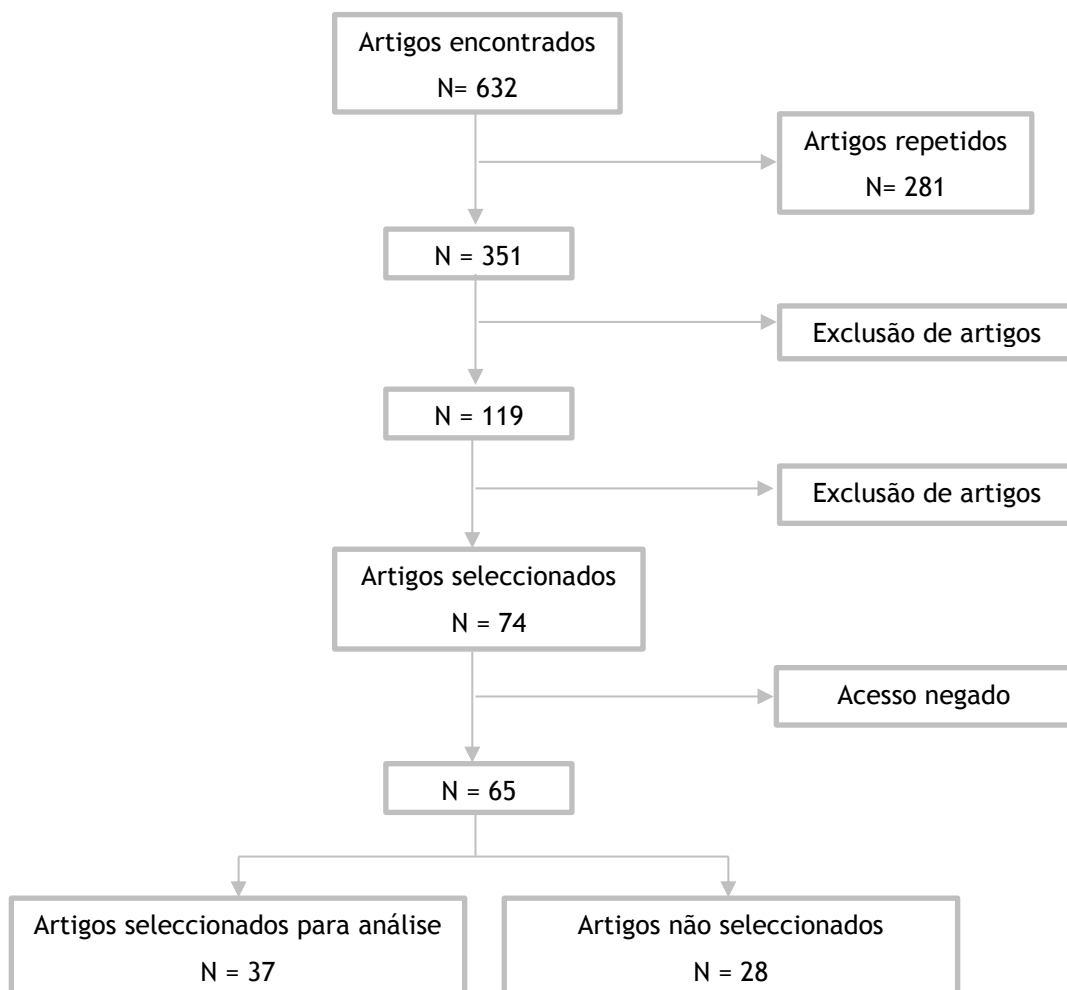 Artigos encontrados
N= 632
Artigos repetidos
N= 281
N = 351
Exclusão de artigos
N = 119
Exclusão de artigos
Artigos seleccionados
N = 74
Acesso negado
N = 65
Artigos seleccionados para análise
N = 37
Artigos não seleccionados
N = 28